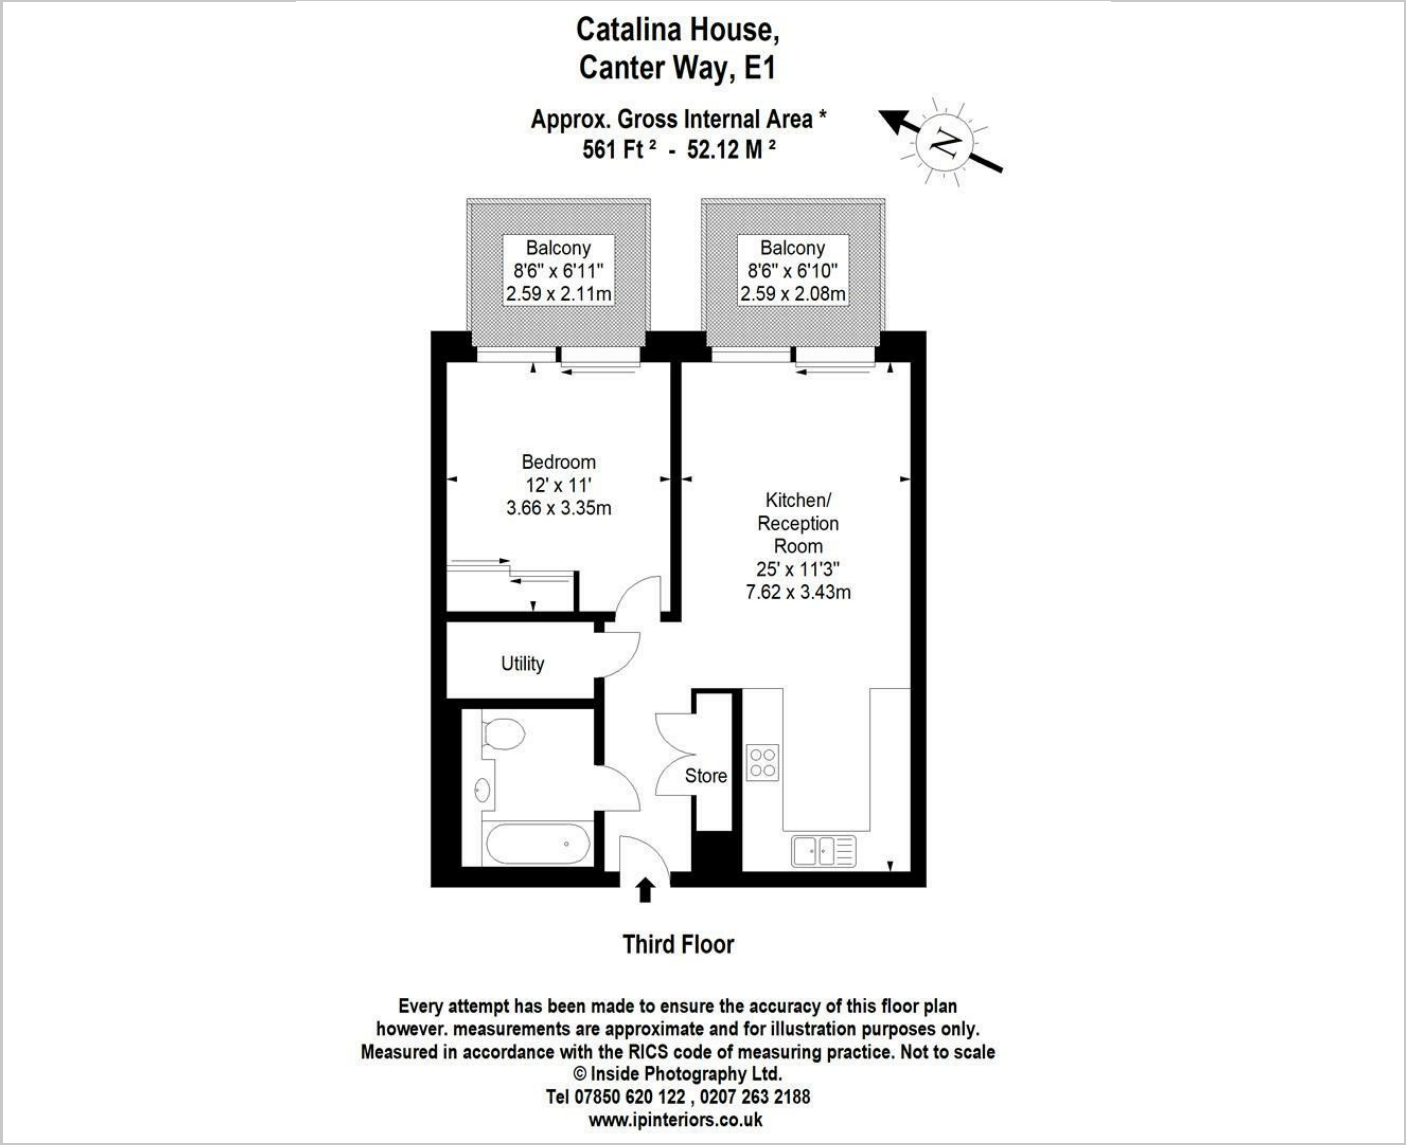 Catalina House,
Canter Way, E1
Approx. Gross Internal Area *
561 Ft ² - 52.12 M ²
N
Balcony
8'6" x 6'11"
2.59 x 2.11m
Balcony
8'6" x 6'10"
2.59 x 2.08m
Bedroom
12' x 11'
3.66 x 3.35m
Kitchen/
Reception
Room
25' x 11'3"
7.62 x 3.43m
Utility
Store
Third Floor
Every attempt has been made to ensure the accuracy of this floor plan
however. measurements are approximate and for illustration purposes only.
Measured in accordance with the RICS code of measuring practice. Not to scale
© Inside Photography Ltd.
Tel 07850 620 122 , 0207 263 2188
www.ipinteriors.co.uk